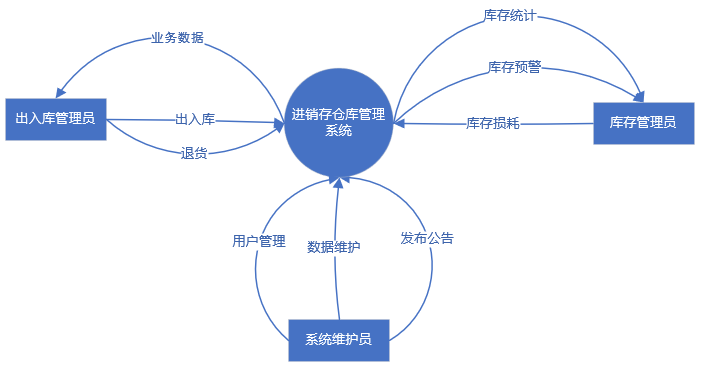 库存统计
业务数据
库存预警
出入库管理员
出入库
进销存仓库管理
系统
库存损耗
库存管理员
退货
用户管理
数据维护
发布公告
系统维护员